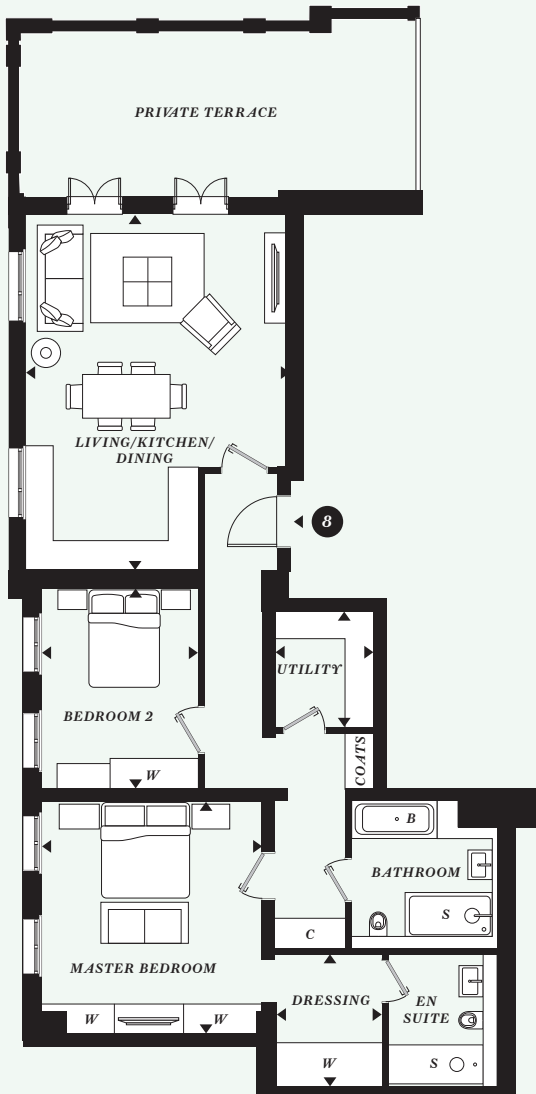 PRIVATE TERRACE
LIVING/KITCHEN/
DINING
8
UTILITY
BEDROOM 2
W
COATS
B
BATHROOM
S
C
MASTER BEDROOM
W
W
DRESSING
EN
SUITE
W
S